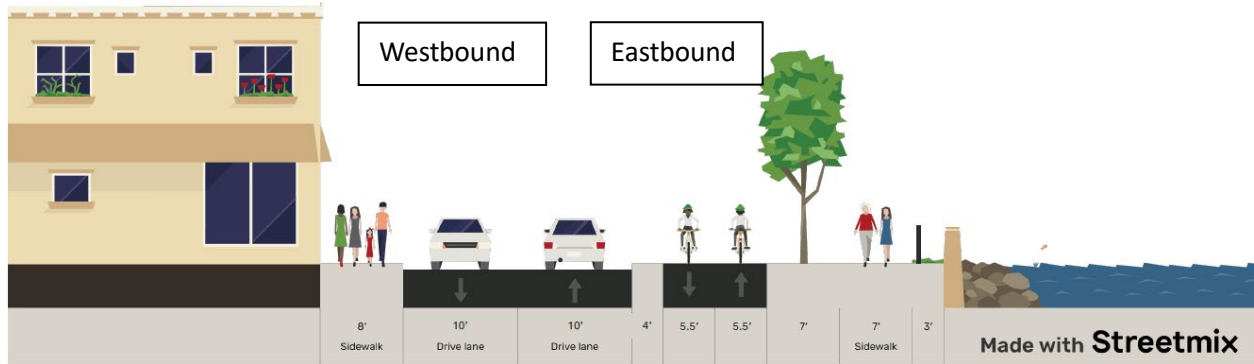 Westbound
Eastbound
8' 10' 10' 4' 5.5' 5.5' 7' 7' 3'
Sidewalk Drive lane Drive lane Sidewalk
Made with Streetmix